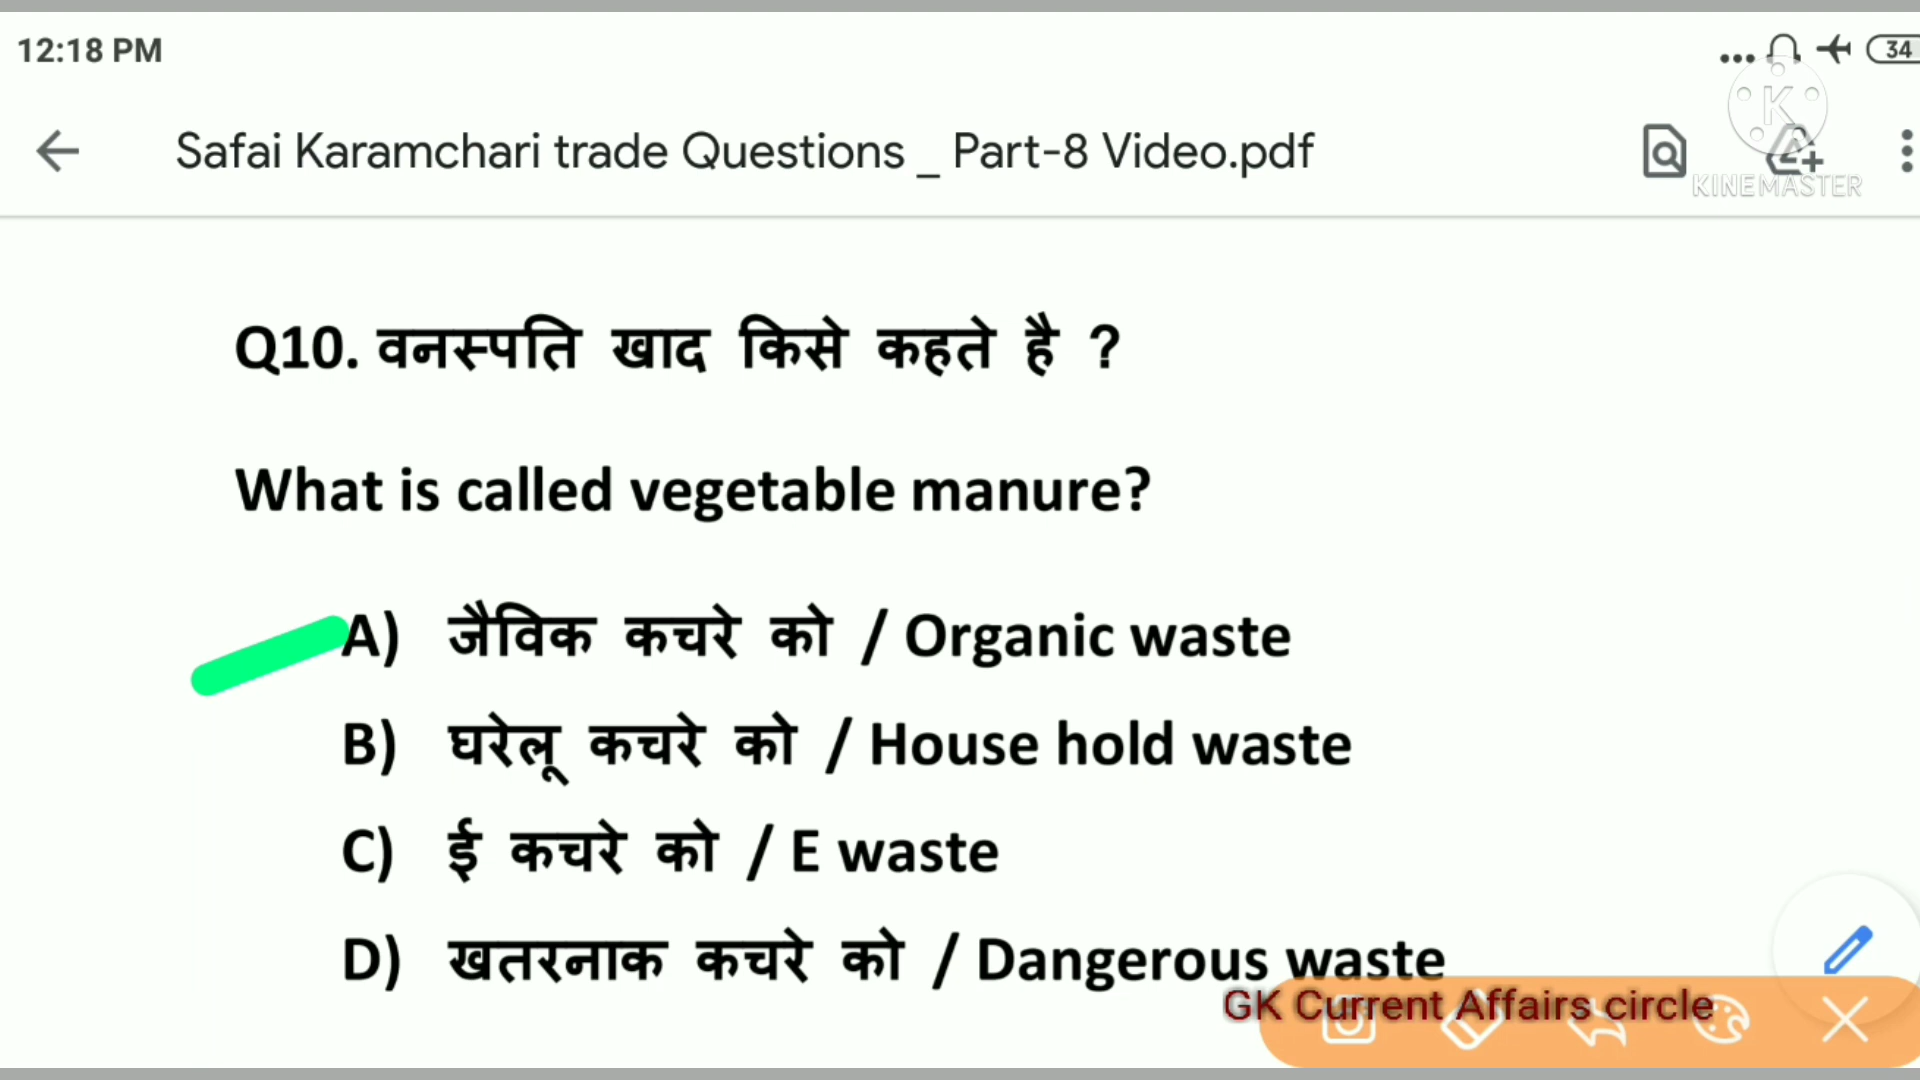 12:18 PM
34
Safai Karamchari trade Questions _ Part-8 Video.pdf
KINEMASTER
Q10. वनस्पति खाद किसे कहते है ?
What is called vegetable manure?
A) जैविक कचरे को / Organic waste
B) घरेलू कचरे को / House hold waste
C) ई कचरे को / E waste
D) खतरनाक कचरे को / Dangerous waste
GK Current Affairs circle